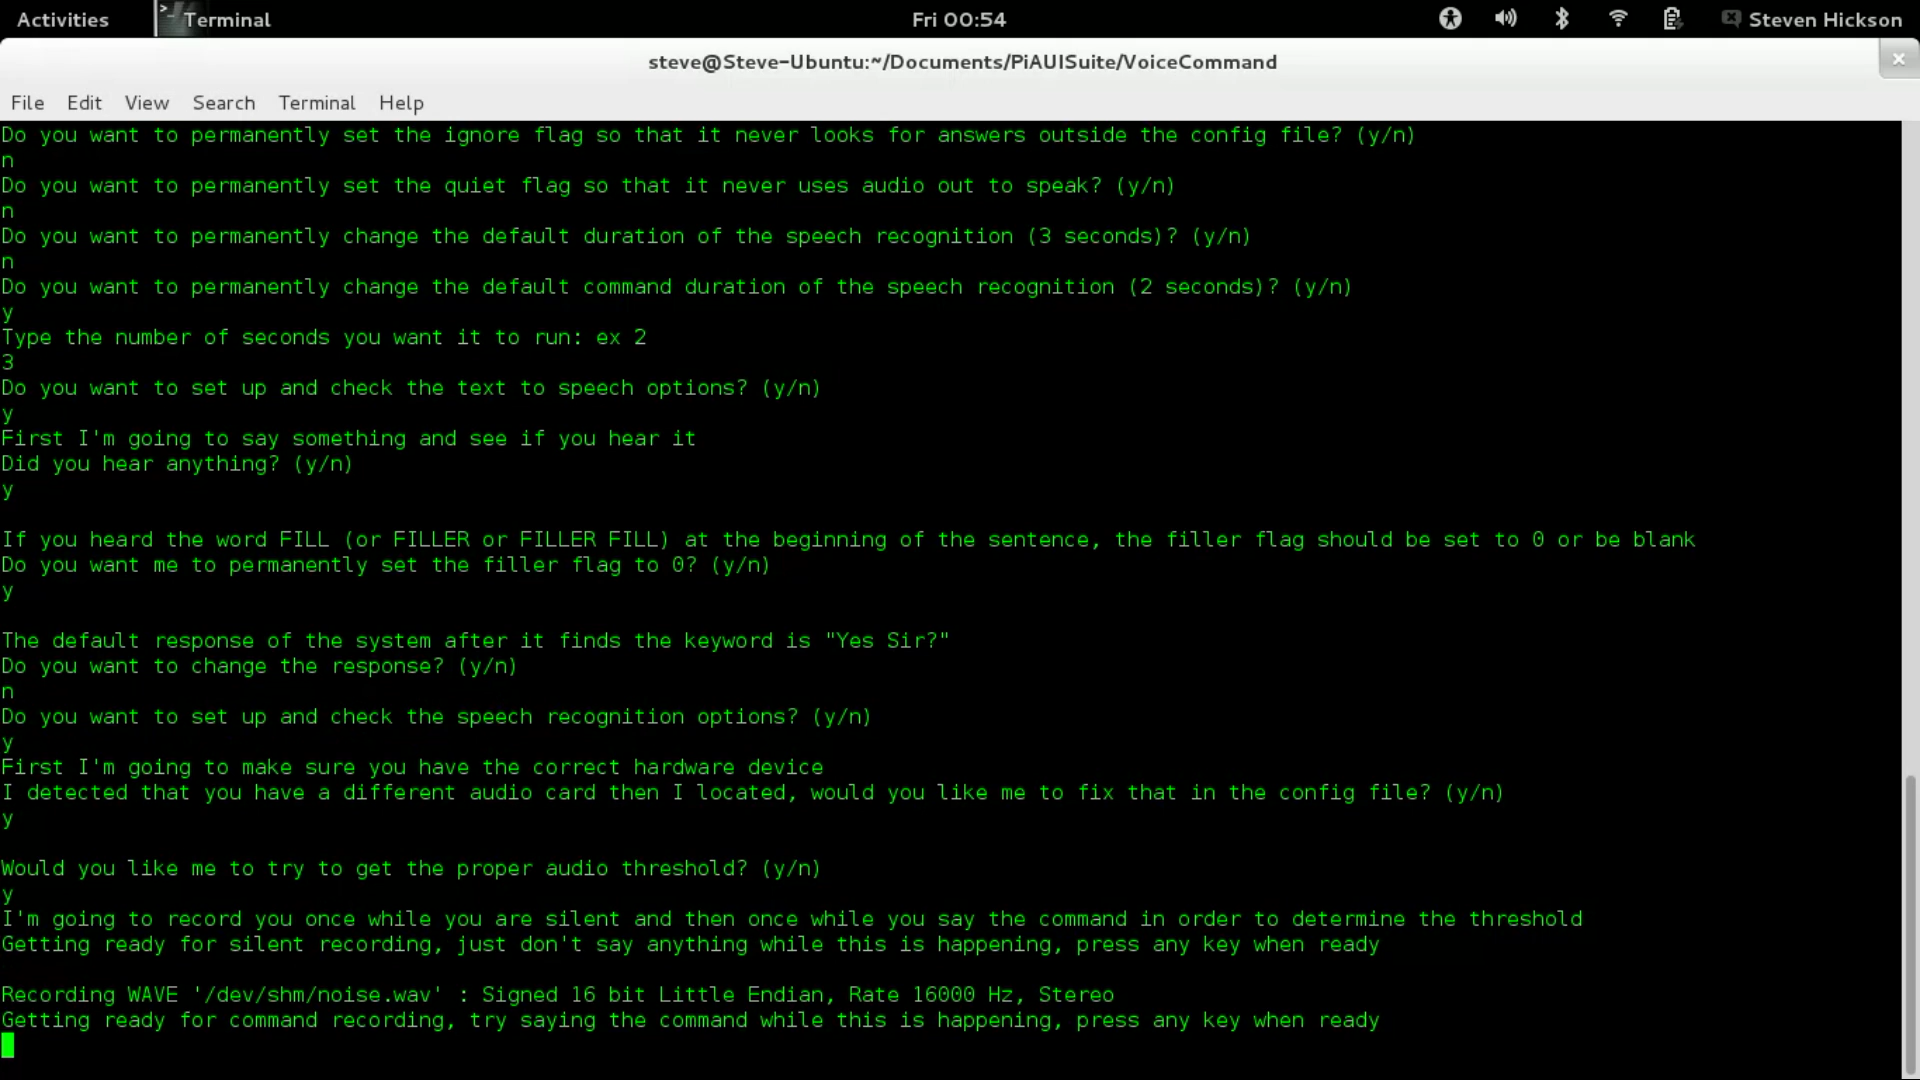 Activities
Terminal
Fri 00:54
Steven Hickson
steve@Steve-Ubuntu:~/Documents/PiAUISuite/VoiceCommand
File Edit View Search Terminal Help
Do you want to permanently set the ignore flag so that it never looks for answers outside the config file? (y/n)
n
Do you want to permanently set the quiet flag so that it never uses audio out to speak? (y/n)
n
Do you want to permanently change the default duration of the speech recognition (3 seconds)? (y/n)
n
Do you want to permanently change the default command duration of the speech recognition (2 seconds)? (y/n)
y
Type the number of seconds you want it to run: ex 2
3
Do you want to set up and check the text to speech options? (y/n)
y
First I'm going to say something and see if you hear it
Did you hear anything? (y/n)
y
If you heard the word FILL (or FILLER or FILLER FILL) at the beginning of the sentence, the filler flag should be set to 0 or be blank
Do you want me to permanently set the filler flag to 0? (y/n)
y
The default response of the system after it finds the keyword is "Yes Sir?"
Do you want to change the response? (y/n)
n
Do you want to set up and check the speech recognition options? (y/n)
y
First I'm going to make sure you have the correct hardware device
I detected that you have a different audio card then I located, would you like me to fix that in the config file? (y/n)
y
Would you like me to try to get the proper audio threshold? (y/n)
y
I'm going to record you once while you are silent and then once while you say the command in order to determine the threshold
Getting ready for silent recording, just don't say anything while this is happening, press any key when ready
Recording WAVE '/dev/shm/noise.wav' : Signed 16 bit Little Endian, Rate 16000 Hz, Stereo
Getting ready for command recording, try saying the command while this is happening, press any key when ready